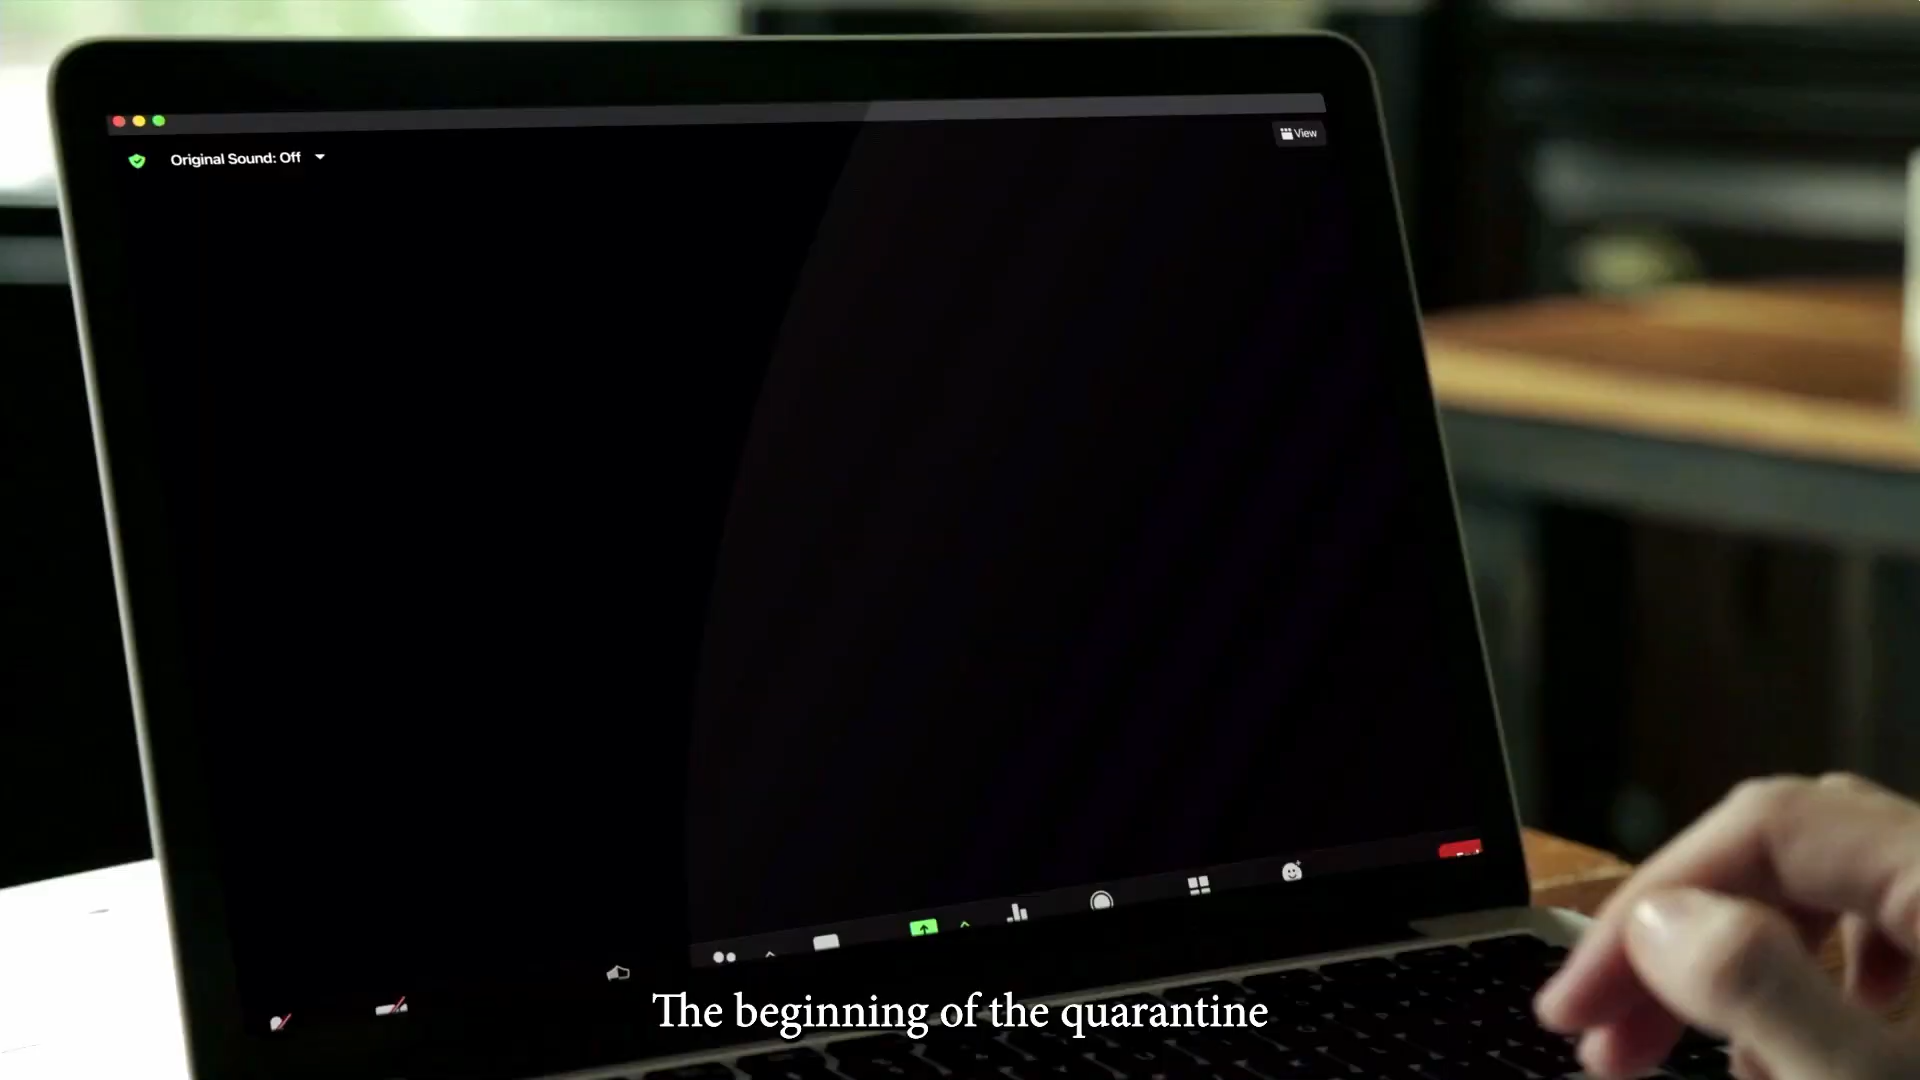 View
Original Sound: Off
The beginning of the quarantine